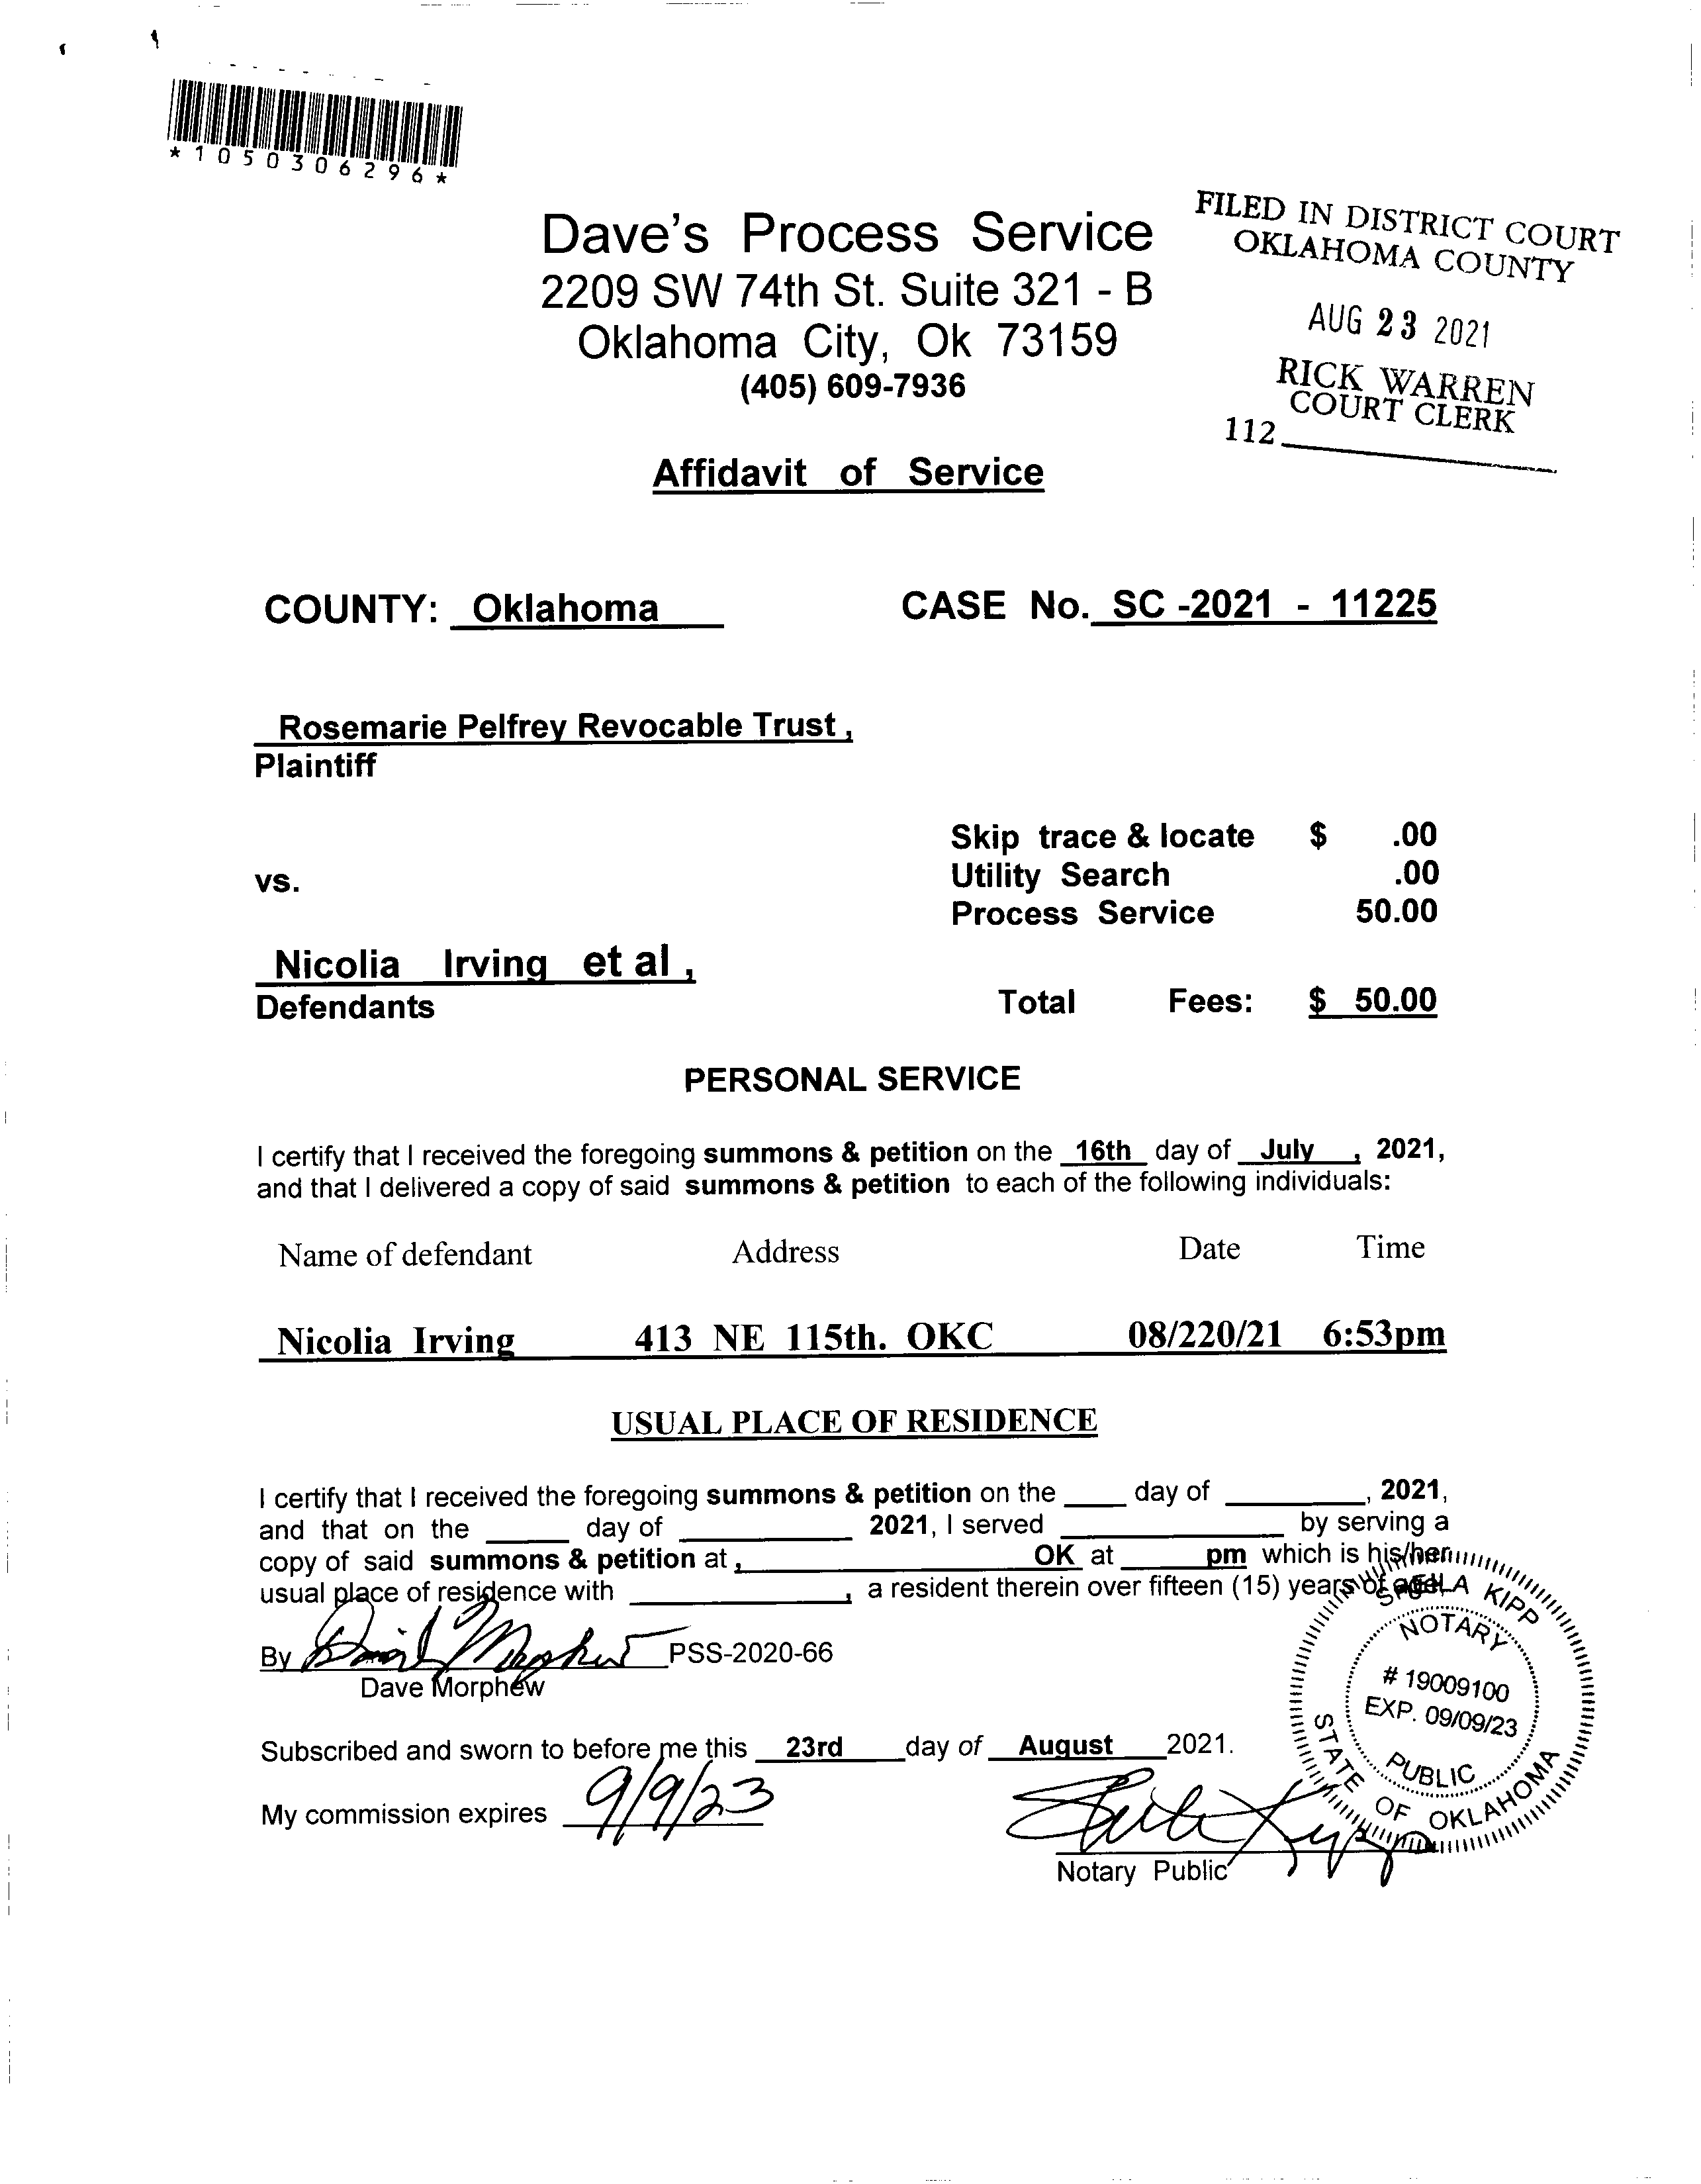 *1050306296*
Dave's Process Service
2209 SW 74th St. Suite 321 - B
Oklahoma City, Ok 73159
(405) 609-7936
FILED IN DISTRICT COURT
OKLAHOMA COUNTY
AUG 23 2021
RICK WARREN
COURT CLERK
112
Affidavit of Service
COUNTY: Oklahoma CASE No. SC -2021 - 11225
Rosemarie Pelfrey Revocable Trust ,
Plaintiff
Skip trace & locate $ .00
Utility Search .00
vs.
Process Service 50.00
Nicolia Irving et al ,
Defendants
Total Fees: $ 50.00
PERSONAL SERVICE
I certify that I received the foregoing summons & petition on the 16th day of July , 2021,
and that I delivered a copy of said summons & petition to each of the following individuals:
Name of defendant Address Date Time
Nicolia Irving 413 NE 115th. OKC 08/220/21 6:53pm
USUAL PLACE OF RESIDENCE
I certify that I received the foregoing summons & petition on the ____ day of ________, 2021,
and that on the _____ day of __________ 2021, I served ____________ by serving a
copy of said summons & petition at , OK at ____ pm which is his/her
usual place of residence with ____________, a resident therein over fifteen (15) years of age.
By PSS-2020-66
Dave Morphew
Subscribed and sworn to before me this 23rd day of August 2021.
My commission expires 9/9/23
Notary Public
KIPP
NOTARY
# 19009100
EXP. 09/09/23
PUBLIC
STATE OF OKLAHOMA